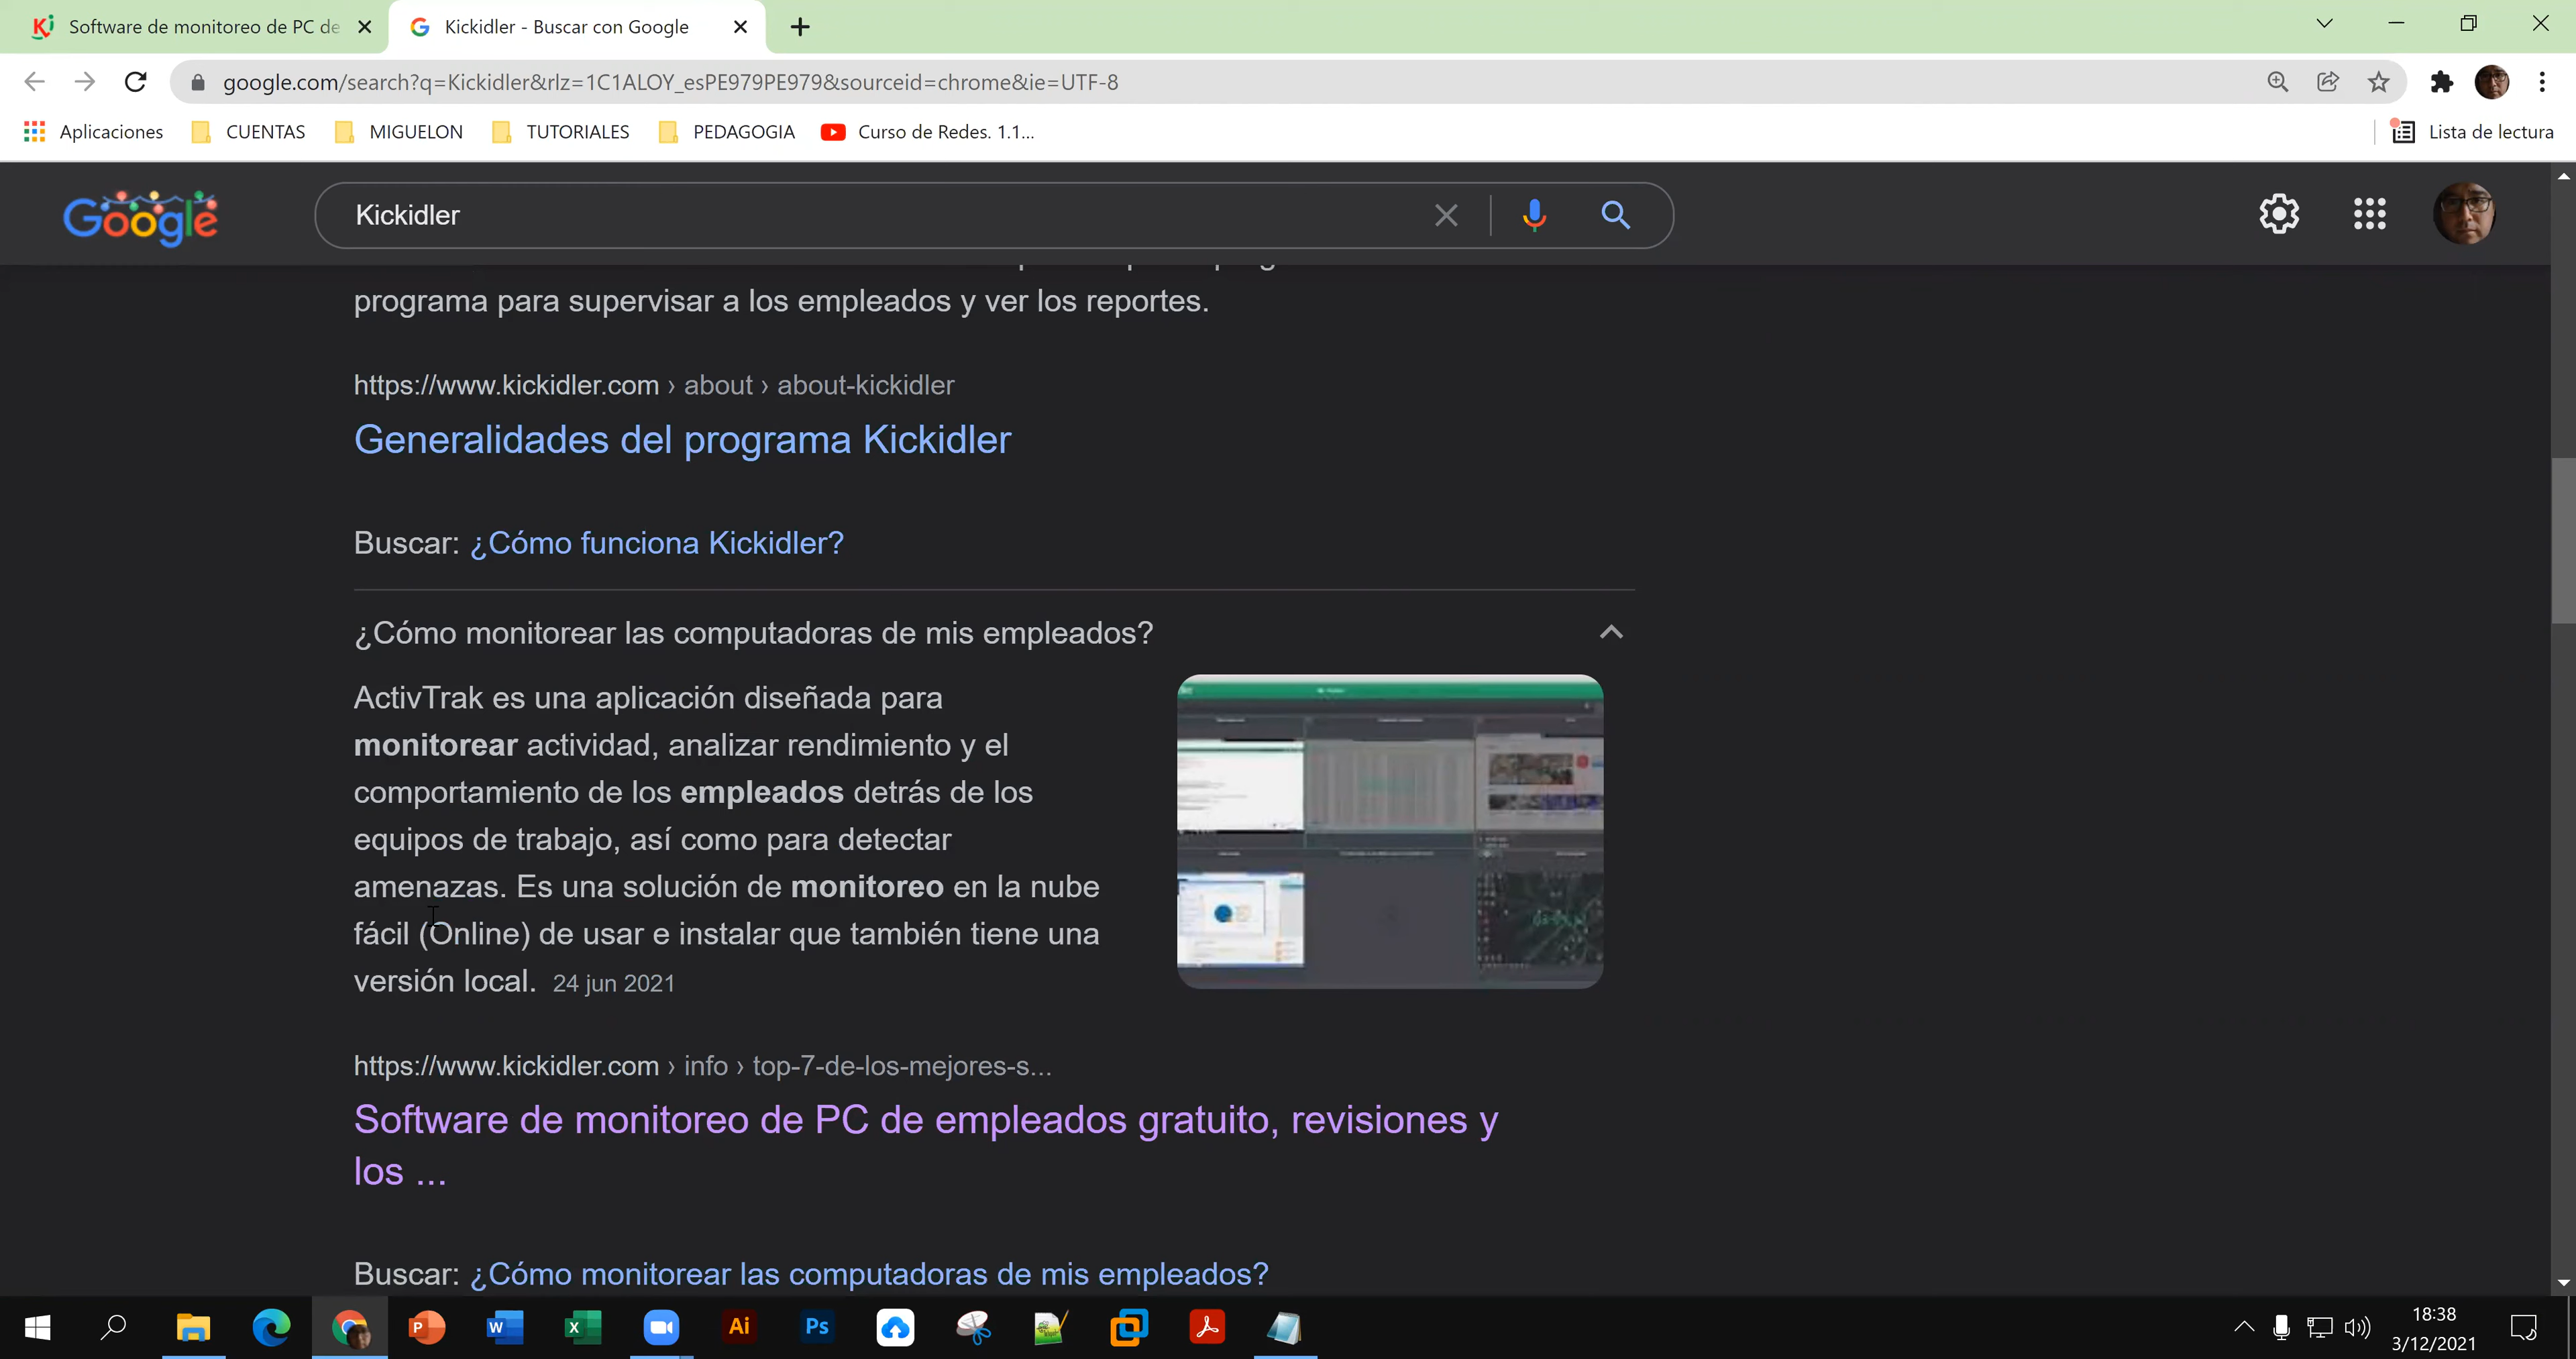 Software de monitoreo de PC de
Kickidler - Buscar con Google
google.com/search?q=Kickidler&rlz=1C1ALOY_esPE979PE979&sourceid=chrome&ie=UTF-8
Aplicaciones CUENTAS MIGUELON TUTORIALES PEDAGOGIA Curso de Redes. 1.1... Lista de lectura
Google Kickidler
programa para supervisar a los empleados y ver los reportes.
https://www.kickidler.com › about › about-kickidler
Generalidades del programa Kickidler
Buscar: ¿Cómo funciona Kickidler?
¿Cómo monitorear las computadoras de mis empleados?
ActivTrak es una aplicación diseñada para
monitorear actividad, analizar rendimiento y el
comportamiento de los empleados detrás de los
equipos de trabajo, así como para detectar
amenazas. Es una solución de monitoreo en la nube
fácil (Online) de usar e instalar que también tiene una
versión local. 24 jun 2021
https://www.kickidler.com › info › top-7-de-los-mejores-s...
Software de monitoreo de PC de empleados gratuito, revisiones y
los ...
Buscar: ¿Cómo monitorear las computadoras de mis empleados?
18:38
3/12/2021